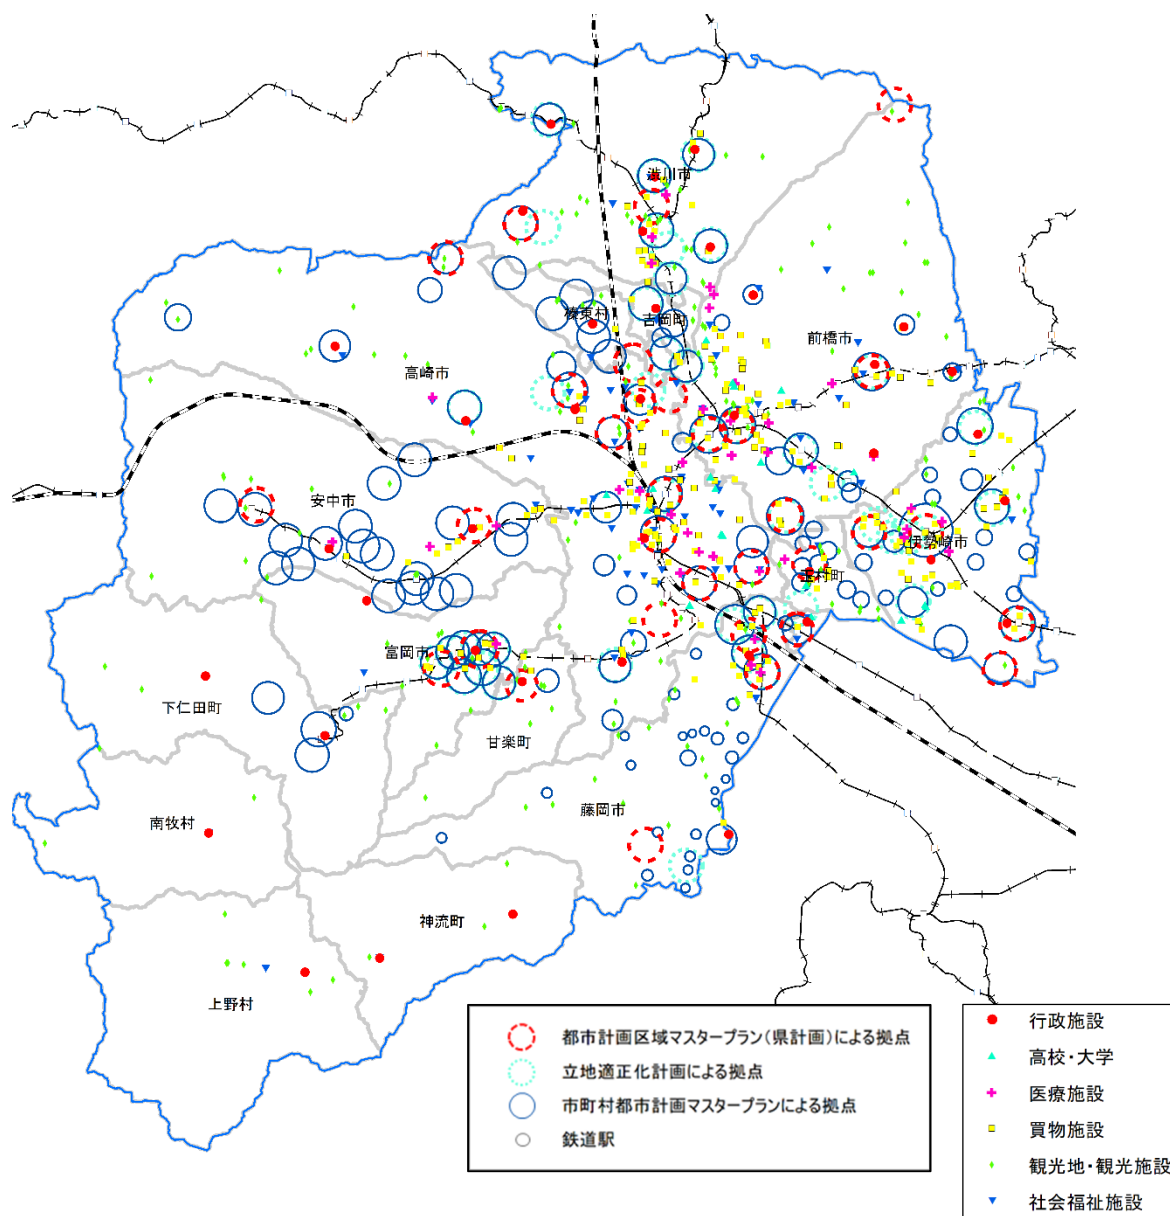 渋川市
榛東村
吉岡町
前橋市
高崎市
安中市
伊勢崎市
玉村町
富岡市
下仁田町
甘楽町
藤岡市
南牧村
神流町
上野村
都市計画区域マスタープラン(県計画)による拠点
立地適正化計画による拠点
市町村都市計画マスタープランによる拠点
鉄道駅
行政施設
高校・大学
医療施設
買物施設
観光地・観光施設
社会福祉施設